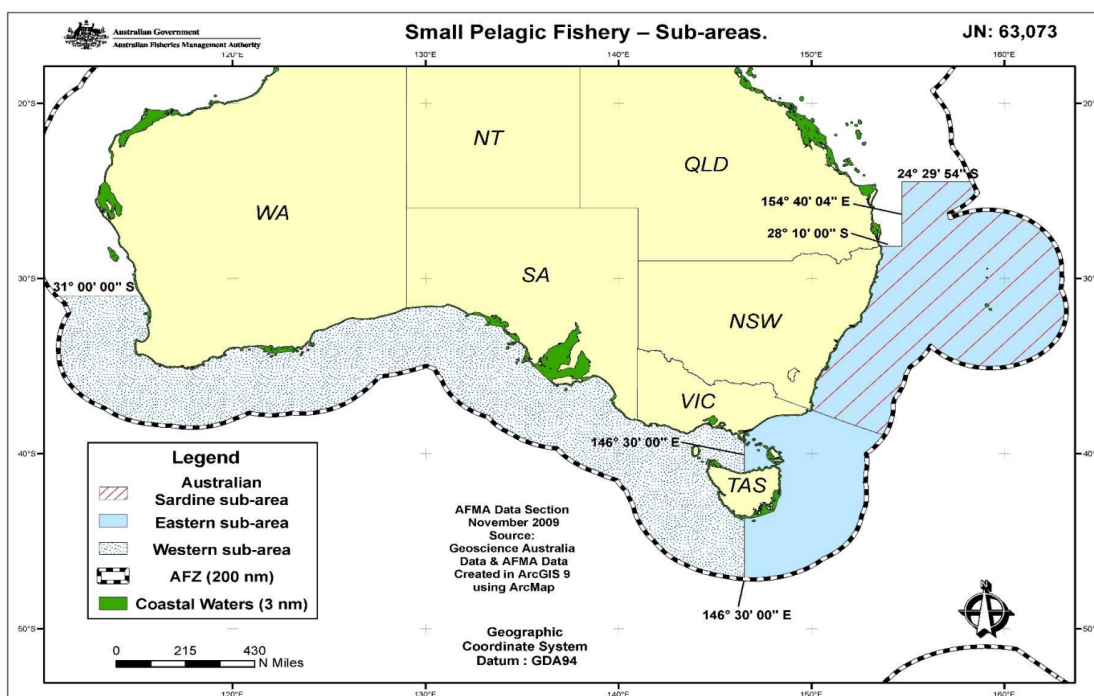 Australian Government
Australian Fisheries Management Authority
Small Pelagic Fishery – Sub-areas.
JN: 63,073
120°E
130°E
140°E
150°E
160°E
20°S
20°S
NT
QLD
WA
24° 29' 54'' S
154° 40' 04'' E
28° 10' 00'' S
SA
30°S
30°S
31° 00' 00'' S
NSW
VIC
146° 30' 00'' E
40°S
40°S
TAS
Legend
Australian
Sardine sub-area
Eastern sub-area
Western sub-area
AFZ (200 nm)
Coastal Waters (3 nm)
AFMA Data Section
November 2009
Source:
Geoscience Australia
Data & AFMA Data
Created in ArcGIS 9
using ArcMap
146° 30' 00'' E
Geographic
Coordinate System
Datum : GDA94
50°S
50°S
0 215 430
N Miles
N
120°E
130°E
140°E
150°E
160°E